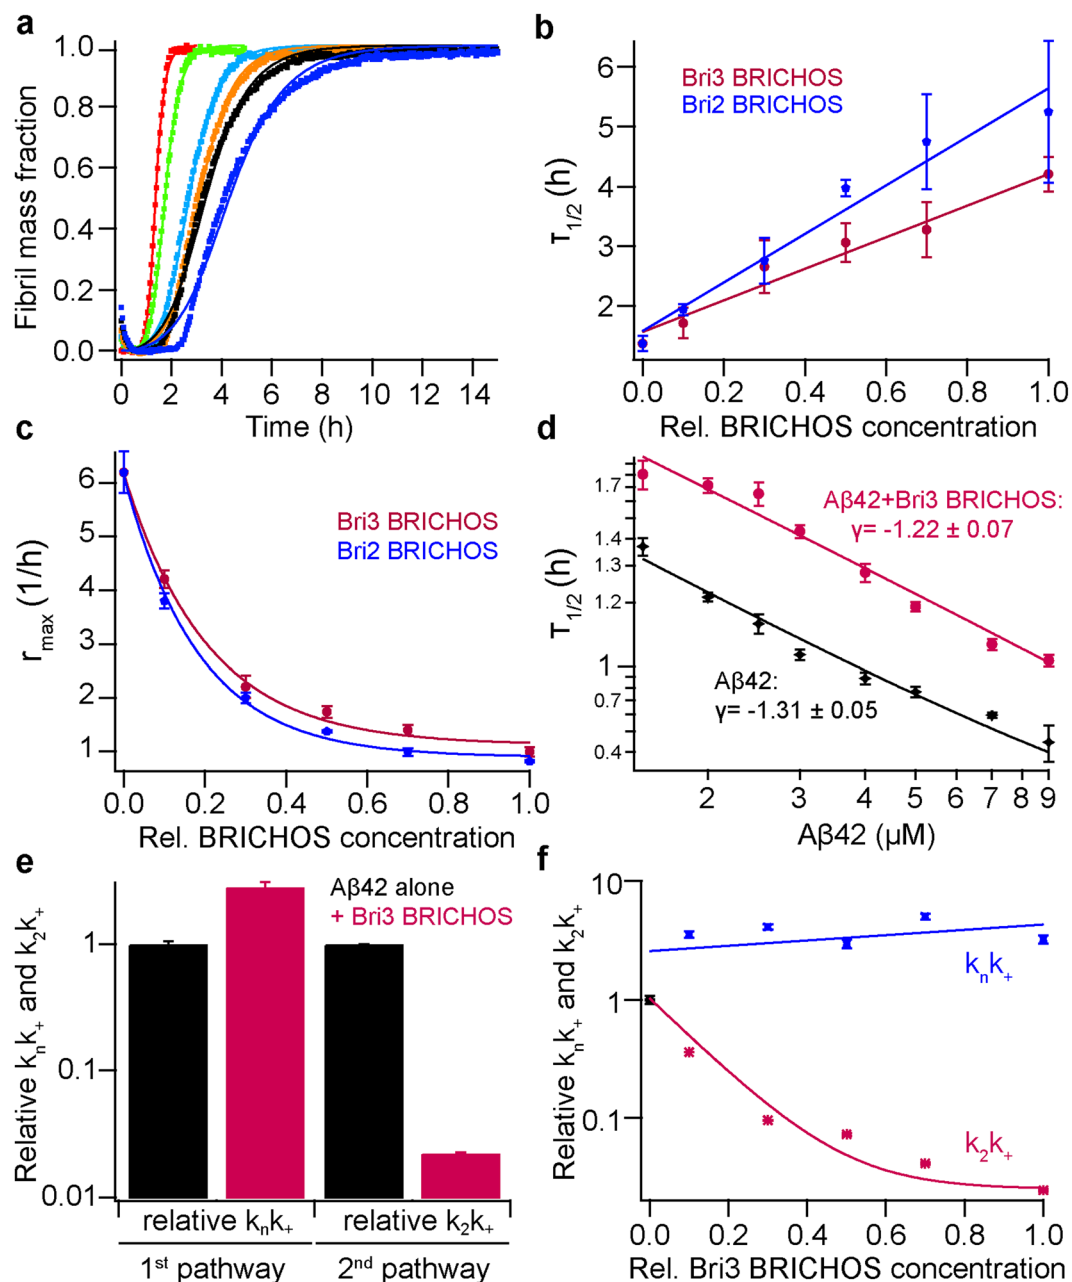 a
1.0
0.8
0.6
0.4
0.2
0.0
Fibril mass fraction
0 2 4 6 8 10 12 14
Time (h)
b
Bri3 BRICHOS
Bri2 BRICHOS
6
5
4
3
2
τ1/2 (h)
0.0 0.2 0.4 0.6 0.8 1.0
Rel. BRICHOS concentration
c
6
5
4
3
2
1
rmax (1/h)
Bri3 BRICHOS
Bri2 BRICHOS
0.0 0.2 0.4 0.6 0.8 1.0
Rel. BRICHOS concentration
d
1.7
1.4
1.3
1.2
1
0.7
0.4
τ1/2 (h)
Aβ42+Bri3 BRICHOS:
γ= -1.22 ± 0.07
Aβ42:
γ= -1.31 ± 0.05
2 3 4 5 6 7 8 9
Aβ42 (µM)
e
Aβ42 alone
+ Bri3 BRICHOS
1
0.1
0.01
Relative knk+ and k2k+
relative knk+ relative k2k+
1st pathway 2nd pathway
f
10
1
0.1
Relative knk+ and k2k+
knk+
k2k+
0.0 0.2 0.4 0.6 0.8 1.0
Rel. Bri3 BRICHOS concentration